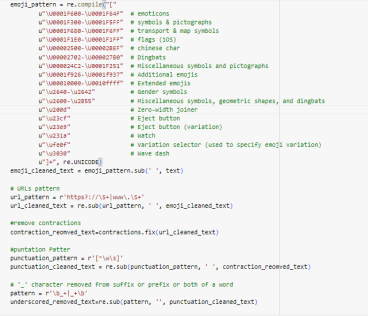 emoji_pattern = re.compile("["
u"\U0001F600-\U0001F64F" # emoticons
u"\U0001F300-\U0001F5FF" # symbols & pictographs
u"\U0001F680-\U0001F6FF" # transport & map symbols
u"\U0001F1E0-\U0001F1FF" # flags (iOS)
u"\U00002500-\U00002BEF" # chinese char
u"\U00002702-\U000027B0" # Dingbats
u"\U000024C2-\U0001F251" # Miscellaneous symbols and pictographs
u"\U0001f926-\U0001f937" # Additional emojis
u"\U00010000-\U0010ffff" # Extended emojis
u"\u2640-\u2642" # Gender symbols
u"\u2600-\u2B55" # Miscellaneous symbols, geometric shapes, and dingbats
u"\u200d" # Zero-width joiner
u"\u23cf" # Eject button
u"\u23e9" # Eject button (variation)
u"\u231a" # Watch
u"\ufe0f" # variation selector (used to specify emoji variation)
u"\u3030" # Wave dash
u"]+", re.UNICODE)
emoji_cleaned_text = emoji_pattern.sub(' ', text)
# URLs pattern
url_pattern = r'https?://\S+|www\.\S+'
url_cleaned_text = re.sub(url_pattern, ' ', emoji_cleaned_text)
#remove contractions
contraction_reomved_text=contractions.fix(url_cleaned_text)
#puntation Patter
punctuation_pattern = r'[^\w\s]'
punctuation_cleaned_text = re.sub(punctuation_pattern, ' ', contraction_reomved_text)
# '_' character removed from suffix or prefix or both of a word
pattern = r'\b_+|_+\b'
underscored_removed_text=re.sub(pattern, '', punctuation_cleaned_text)